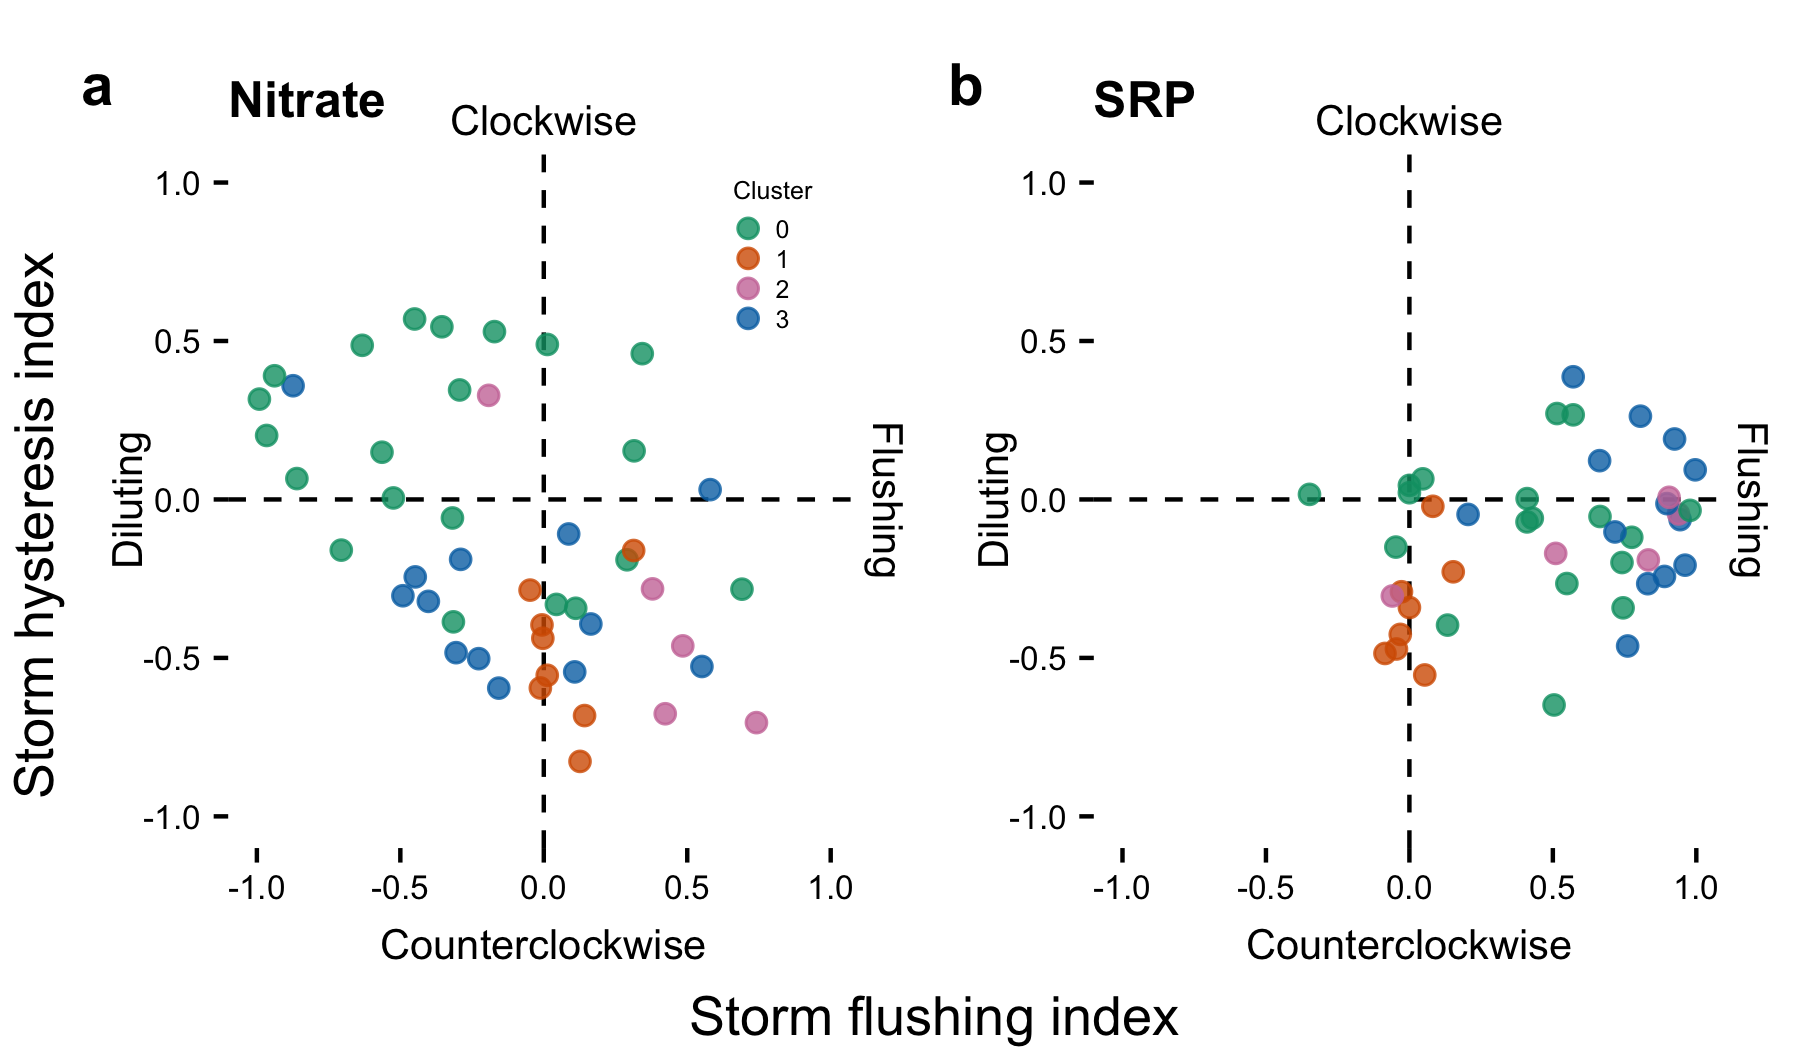 a
Nitrate
Clockwise
b
SRP
Clockwise
Storm hysteresis index
1.0
0.5
0.0
-0.5
-1.0
Diluting
Flushing
Cluster
0
1
2
3
-1.0
-0.5
0.0
0.5
1.0
Counterclockwise
1.0
0.5
0.0
-0.5
-1.0
Diluting
Flushing
-1.0
-0.5
0.0
0.5
1.0
Counterclockwise
Storm flushing index